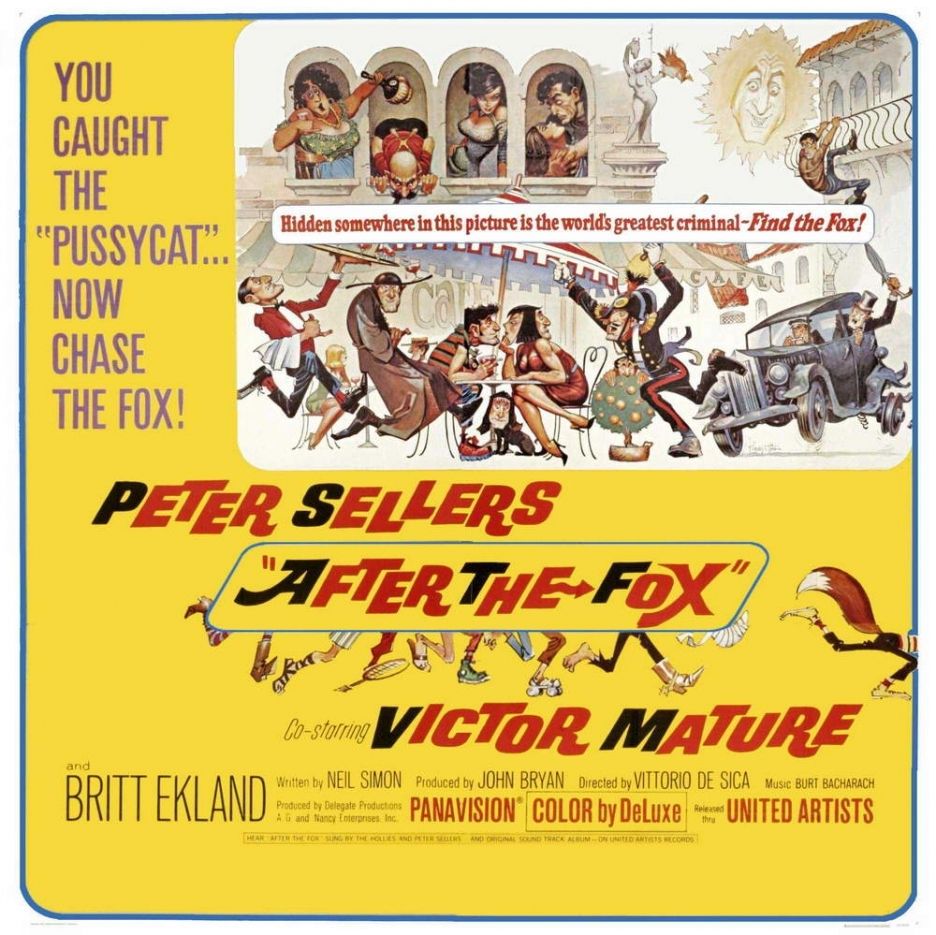 YOU
CAUGHT
THE
"PUSSYCAT"...
NOW
CHASE
THE FOX!
Hidden somewhere in this picture is the world's greatest criminal-Find the Fox!
Cafe
CAFE
PETER SELLERS
"AFTER THE FOX"
Co-starring VICTOR MATURE
and
BRITT EKLAND
Written by NEIL SIMON Produced by JOHN BRYAN Directed by VITTORIO DE SICA Music BURT BACHARACH
Produced by Delegate Productions
A.G. and Nancy Enterprises, Inc.
PANAVISION® COLOR by DeLuxe
Released
thru
UNITED ARTISTS
HEAR "AFTER THE FOX" SUNG BY THE HOLLIES AND PETER SELLERS AND ORIGINAL SOUND TRACK ALBUM-ON UNITED ARTISTS RECORDS